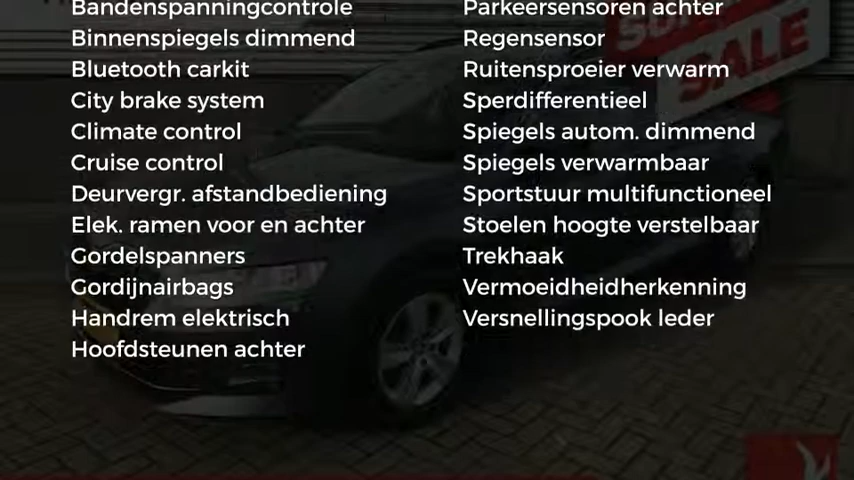 Bandenspanningcontrole
Binnenspiegels dimmend
Bluetooth carkit
City brake system
Climate control
Cruise control
Deurvergr. afstandbediening
Elek. ramen voor en achter
Gordelspanners
Gordijnairbags
Handrem elektrisch
Hoofdsteunen achter
Parkeersensoren achter
Regensensor
Ruitensproeier verwarm
Sperdifferentieel
Spiegels autom. dimmend
Spiegels verwarmbaar
Sportstuur multifunctioneel
Stoelen hoogte verstelbaar
Trekhaak
Vermoeidheidherkenning
Versnellingspook leder
SALE